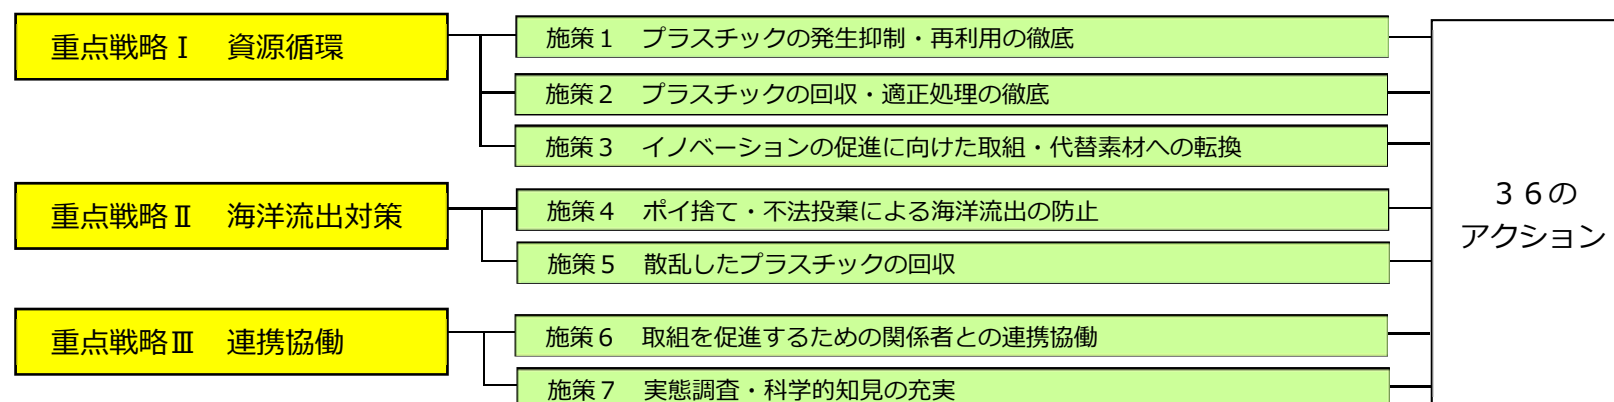 重点戦略Ⅰ　資源循環
施策１　プラスチックの発生抑制・再利用の徹底
施策２　プラスチックの回収・適正処理の徹底
施策３　イノベーションの促進に向けた取組・代替素材への転換
重点戦略Ⅱ　海洋流出対策
施策４　ポイ捨て・不法投棄による海洋流出の防止
施策５　散乱したプラスチックの回収
重点戦略Ⅲ　連携協働
施策６　取組を促進するための関係者との連携協働
施策７　実態調査・科学的知見の充実
３６の
アクション